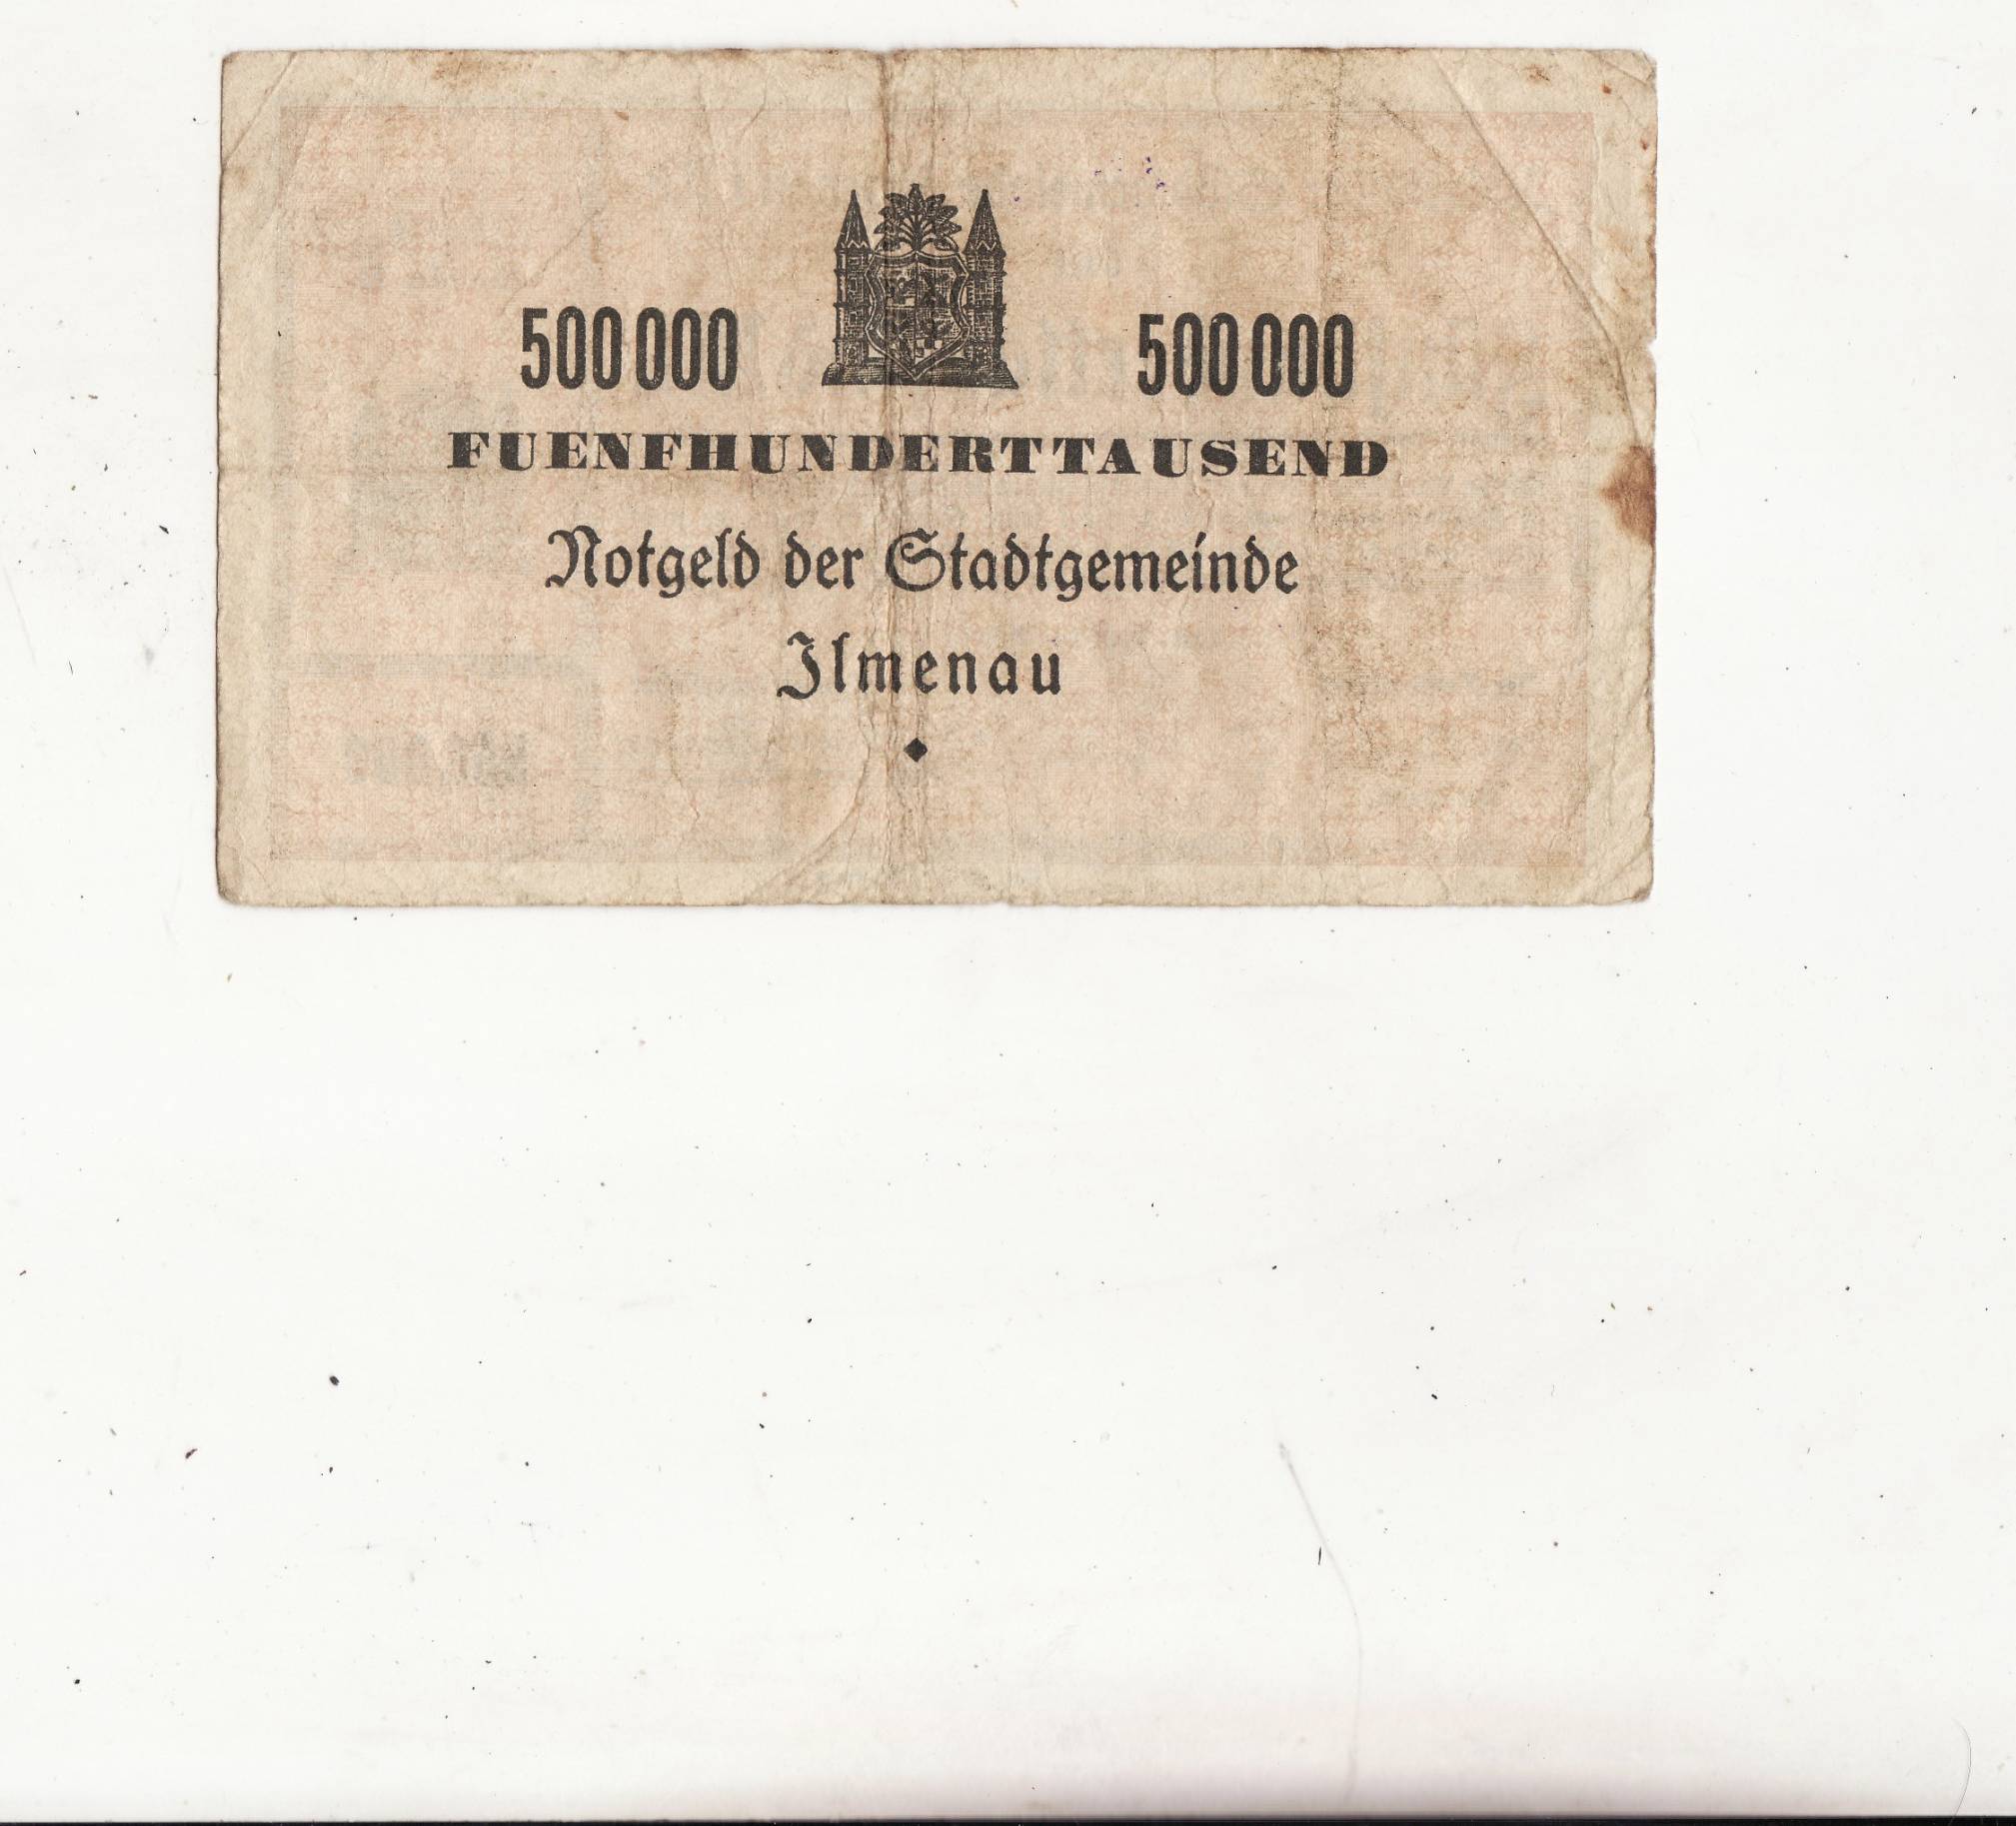 500000 500000
FUENFHUNDERTTAUSEND
Notgeld der Stadtgemeinde
Ilmenau